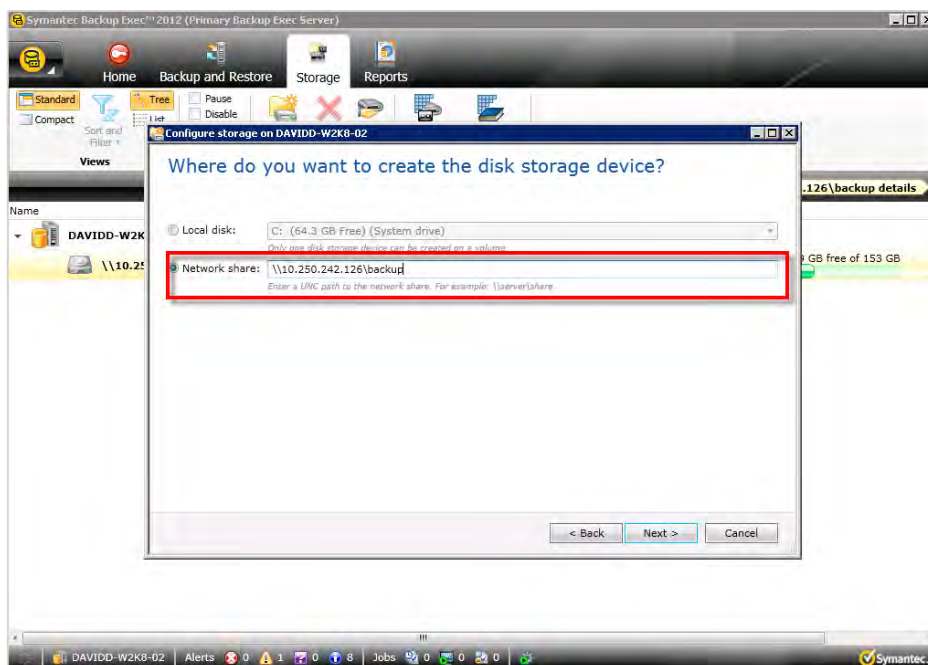 Symantec Backup Exec™ 2012 (Primary Backup Exec Server)
Home Backup and Restore Storage Reports
Standard Tree Pause
Compact List Disable
Sort and
Filter
Views
Configure storage on DAVIDD-W2K8-02
Where do you want to create the disk storage device?
.126\backup details
Name
Local disk: C: (64.3 GB Free) (System drive)
Only one disk storage device can be created on a volume
DAVIDD-W2K
\\10.25
Network share: \\10.250.242.126\backup
GB free of 153 GB
Enter a UNC path to the network share. For example: \\server\share
< Back Next > Cancel
DAVIDD-W2K8-02 Alerts 0 1 0 8 Jobs 0 0 0
Symantec.